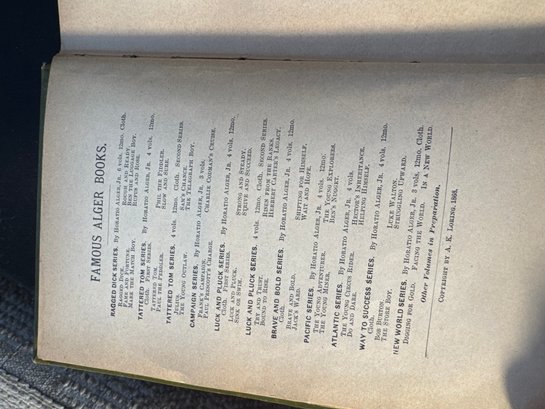 FAMOUS ALGER BOOKS.
RAGGED DICK SERIES. By Horatio Alger, Jr. 6 vols. 12mo. Cloth.
Ragged Dick. Rough and Ready.
Fame and Fortune. Ben the Luggage Boy.
Mark the Match Boy. Rufus and Rose.
TATTERED TOM SERIES. By Horatio Alger, Jr. 4 vols. 12mo.
Cloth. First Series.
Tattered Tom. Phil the Fiddler.
Paul the Peddler. Slow and Sure.
TATTERED TOM SERIES. 4 vols. 12mo. Cloth. Second Series.
Julius. Sam's Chance.
The Young Outlaw. The Telegraph Boy.
CAMPAIGN SERIES. By Horatio Alger, Jr. 3 vols.
Frank's Campaign. Charlie Codman's Cruise.
Paul Prescott's Charge.
LUCK AND PLUCK SERIES. By Horatio Alger, Jr. 4 vols. 12mo.
Cloth. First Series.
Luck and Pluck. Strong and Steady.
Sink or Swim. Strive and Succeed.
LUCK AND PLUCK SERIES. 4 vols. 12mo. Cloth. Second Series.
Try and Trust. Risen from the Ranks.
Bound to Rise. Herbert Carter's Legacy.
BRAVE AND BOLD SERIES. By Horatio Alger, Jr. 4 vols. 12mo.
Cloth.
Brave and Bold. Shifting for Himself.
Jack's Ward. Wait and Hope.
PACIFIC SERIES. By Horatio Alger, Jr. 4 vols. 12mo.
The Young Adventurer. The Young Explorers.
The Young Miner. Ben's Nugget.
ATLANTIC SERIES. By Horatio Alger, Jr. 4 vols.
The Young Circus Rider. Hector's Inheritance.
Do and Dare. Helping Himself.
WAY TO SUCCESS SERIES. By Horatio Alger, Jr. 4 vols. 12mo.
Cloth.
Bob Burton. Luke Walton.
The Store Boy. Struggling Upward.
NEW WORLD SERIES. By Horatio Alger, Jr. 3 vols. 12mo. Cloth.
Digging for Gold. Facing the World. In a New World.
Other Volumes in Preparation.
Copyright by A. K. Loring, 1869.